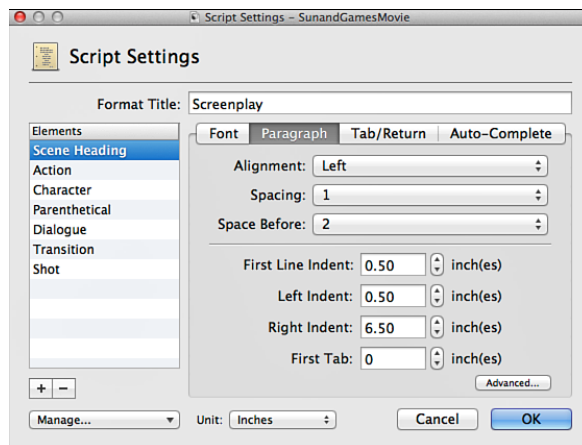 Script Settings – SunandGamesMovie
Script Settings
Format Title: Screenplay
Elements
Scene Heading
Action
Character
Parenthetical
Dialogue
Transition
Shot
Font Paragraph Tab/Return Auto-Complete
Alignment: Left
Spacing: 1
Space Before: 2
First Line Indent: 0.50 inch(es)
Left Indent: 0.50 inch(es)
Right Indent: 6.50 inch(es)
First Tab: 0 inch(es)
Advanced...
+ −
Manage... Unit: Inches Cancel OK